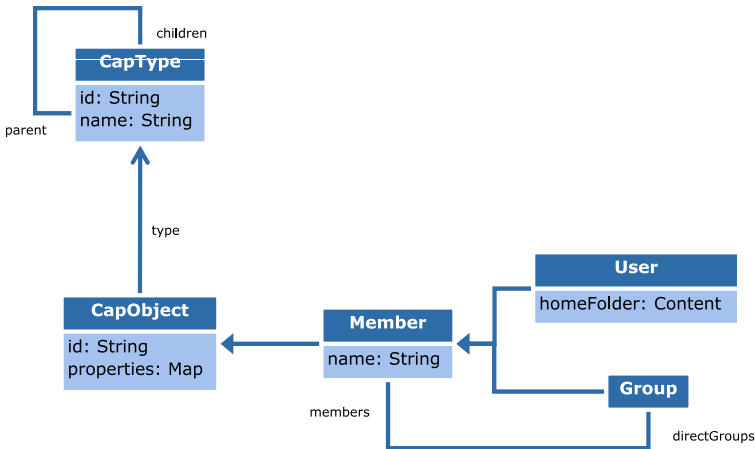 children
CapType
id: String
name: String
parent
type
CapObject
id: String
properties: Map
Member
name: String
User
homeFolder: Content
Group
members
directGroups